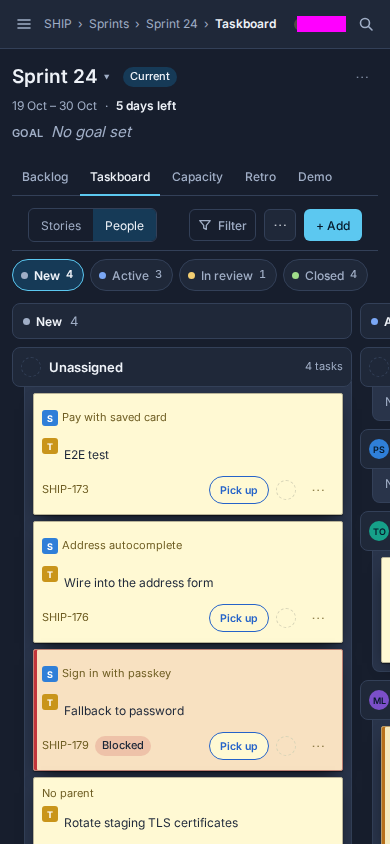 SHIP › Sprints › Sprint 24 › Taskboard
Sprint 24 ▾ Current ···
19 Oct – 30 Oct · 5 days left
GOAL No goal set
Backlog Taskboard Capacity Retro Demo
Stories People Filter ··· + Add
New 4 Active 3 In review 1 Closed 4
New 4 A
Unassigned 4 tasks
S Pay with saved card
T E2E test
SHIP-173 Pick up ···
S Address autocomplete
T Wire into the address form
SHIP-176 Pick up ···
S Sign in with passkey
T Fallback to password
SHIP-179 Blocked Pick up ···
No parent
T Rotate staging TLS certificates
N
PS
N
TO
ML